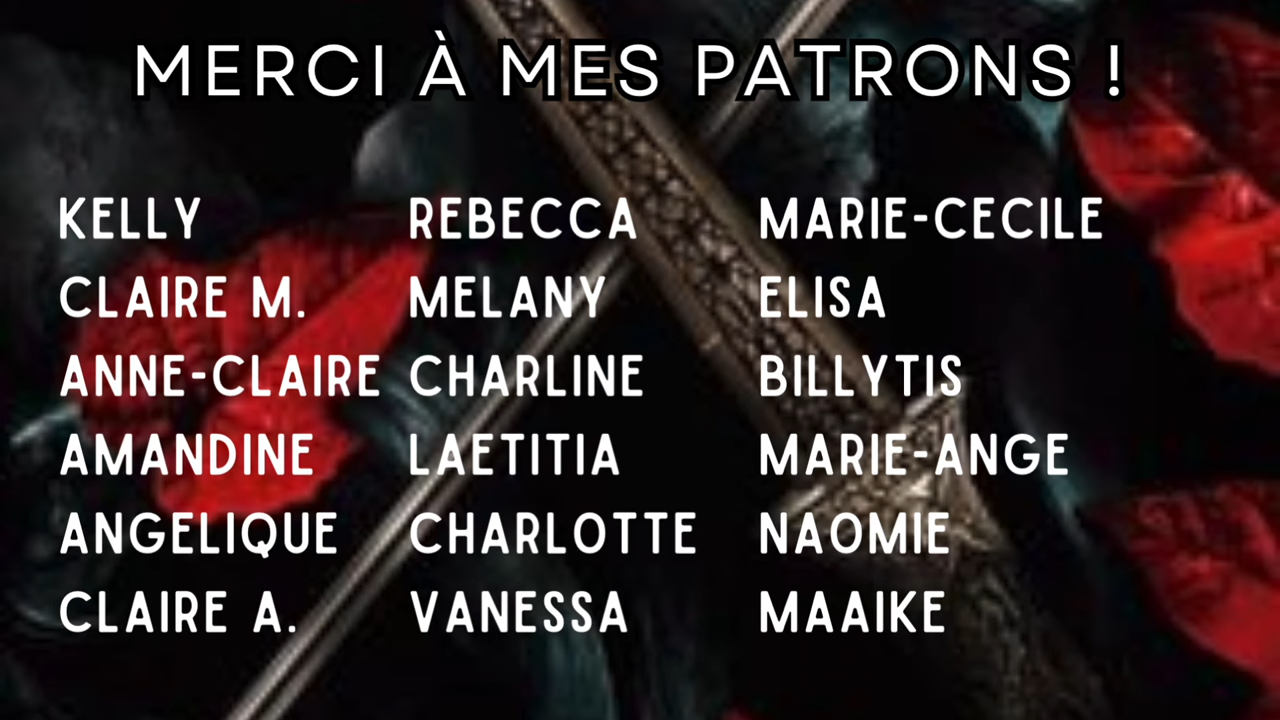 MERCI À MES PATRONS !
KELLY
CLAIRE M.
ANNE-CLAIRE
AMANDINE
ANGELIQUE
CLAIRE A.
REBECCA
MELANY
CHARLINE
LAETITIA
CHARLOTTE
VANESSA
MARIE-CECILE
ELISA
BILLYTIS
MARIE-ANGE
NAOMIE
MAAIKE